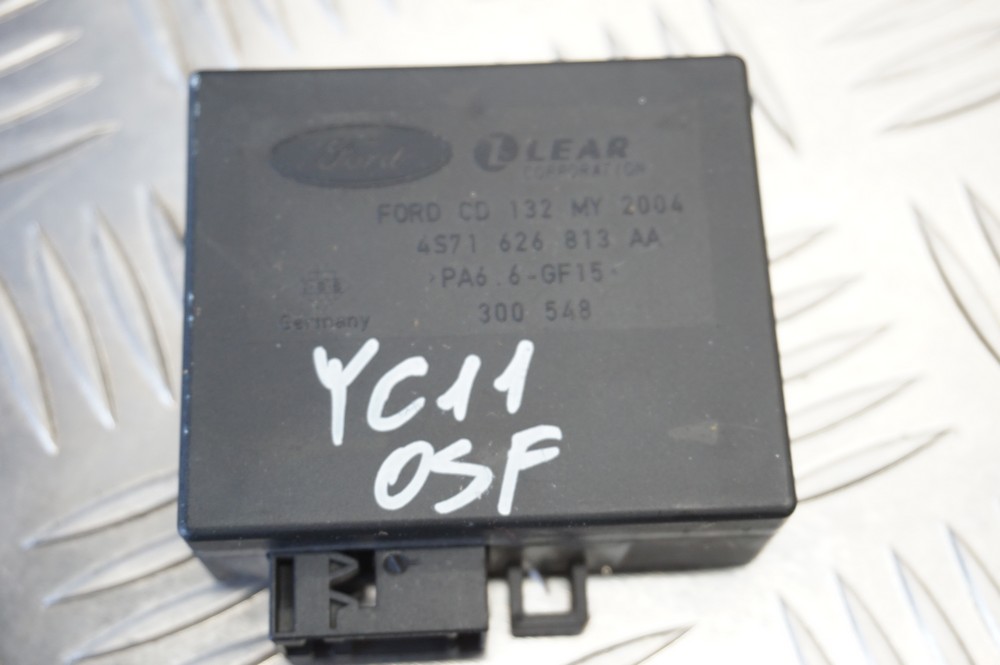 Ford LEAR
CORPORATION
FORD CD 132 MY 2004
4S71 626 813 AA
>PA6.6-GF15<
Germany 300 548
YC11
OSF